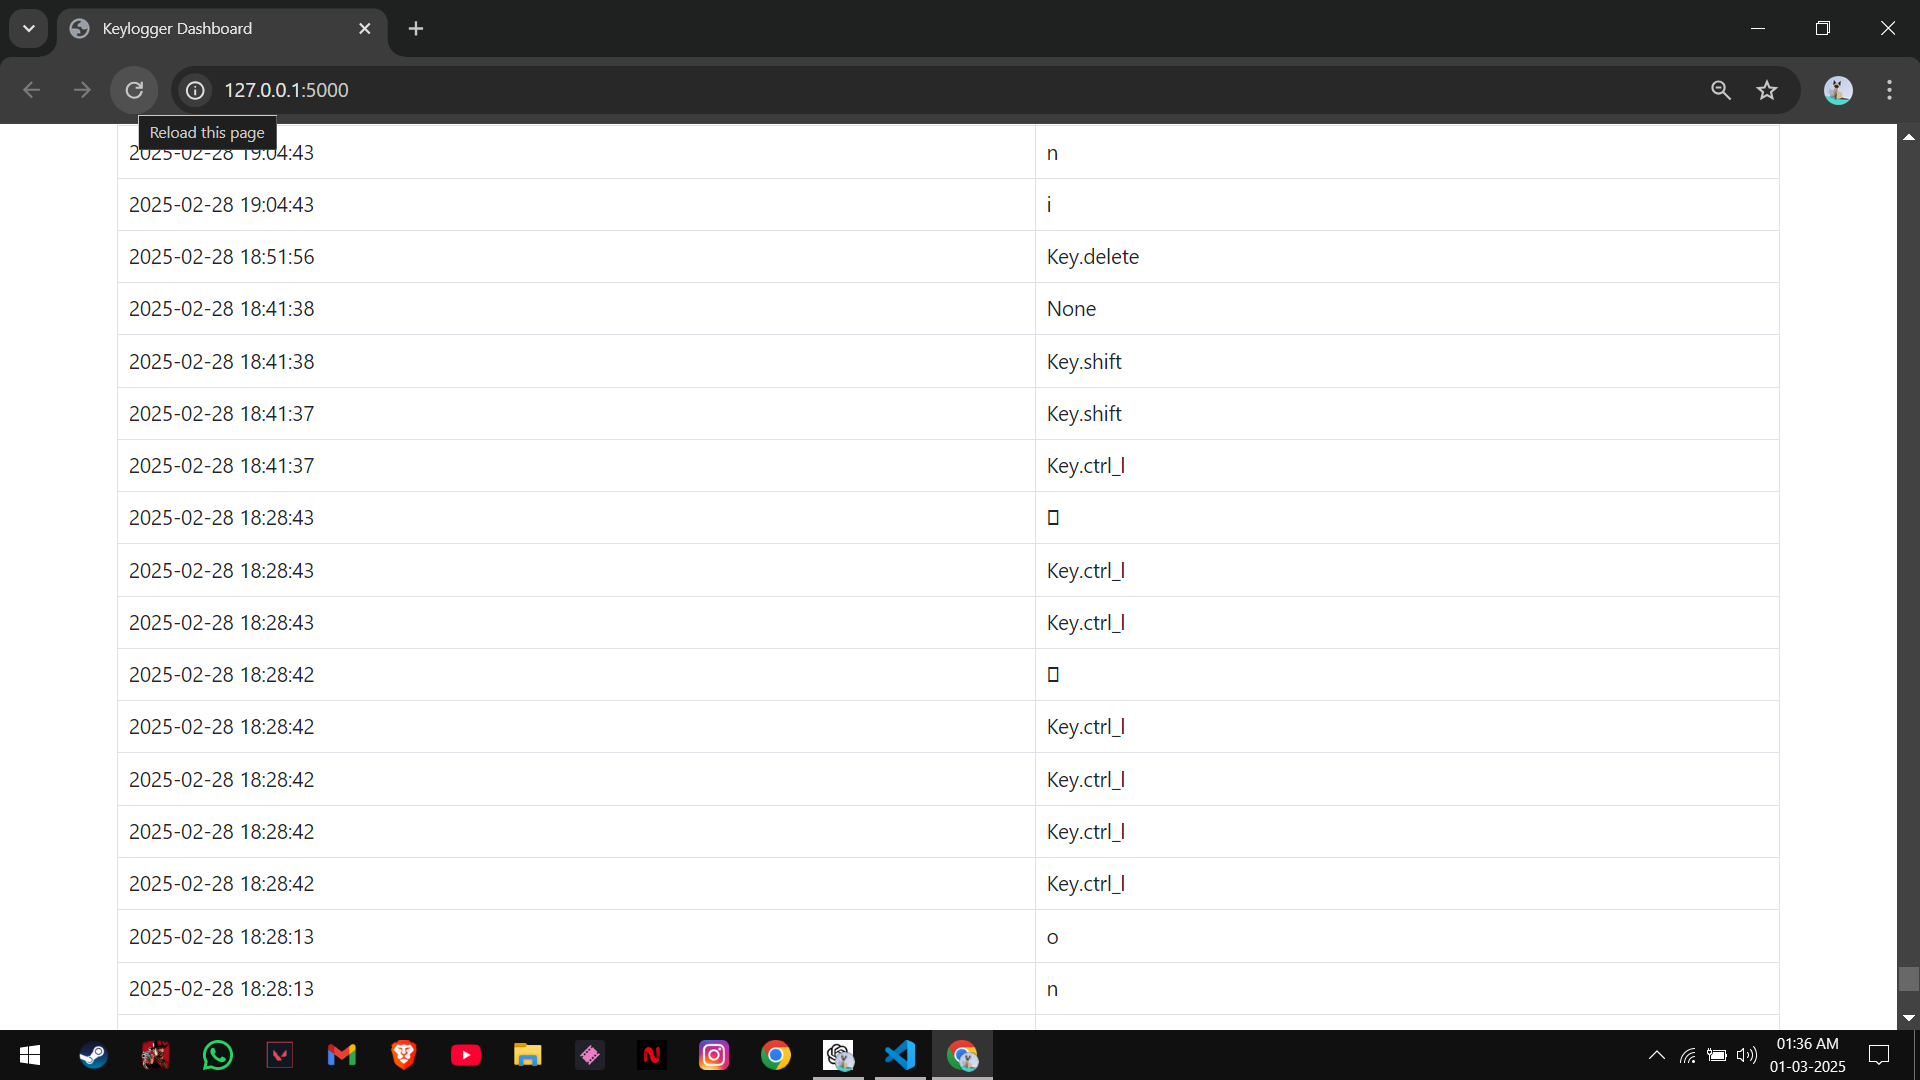 Keylogger Dashboard
127.0.0.1:5000
Reload this page
2025-02-28 19:04:43 n
2025-02-28 19:04:43 i
2025-02-28 18:51:56 Key.delete
2025-02-28 18:41:38 None
2025-02-28 18:41:38 Key.shift
2025-02-28 18:41:37 Key.shift
2025-02-28 18:41:37 Key.ctrl_l
2025-02-28 18:28:43 
2025-02-28 18:28:43 Key.ctrl_l
2025-02-28 18:28:43 Key.ctrl_l
2025-02-28 18:28:42 
2025-02-28 18:28:42 Key.ctrl_l
2025-02-28 18:28:42 Key.ctrl_l
2025-02-28 18:28:42 Key.ctrl_l
2025-02-28 18:28:42 Key.ctrl_l
2025-02-28 18:28:13 o
2025-02-28 18:28:13 n
01:36 AM
01-03-2025